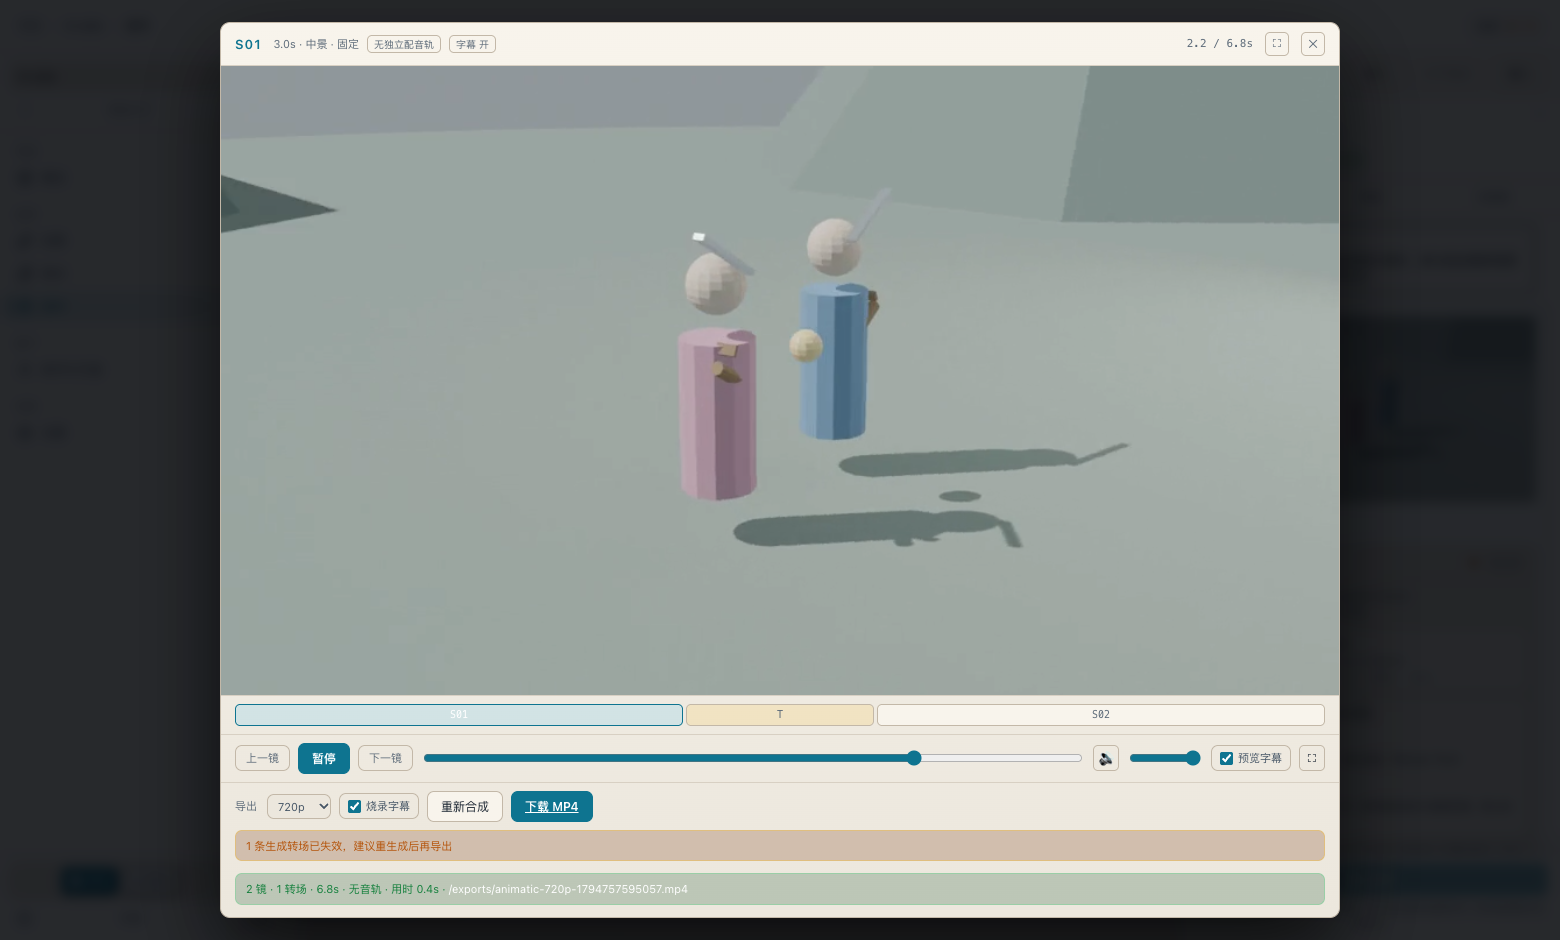 S01 3.0s · 中景 · 固定 无独立配音轨 字幕 开 2.2 / 6.8s
S01 T S02
上一镜 暂停 下一镜 预览字幕
导出 720p 烧录字幕 重新合成 下载 MP4
1 条生成转场已失效，建议重生成后再导出
2 镜 · 1 转场 · 6.8s · 无音轨 · 用时 0.4s · /exports/animatic-720p-1794757595057.mp4